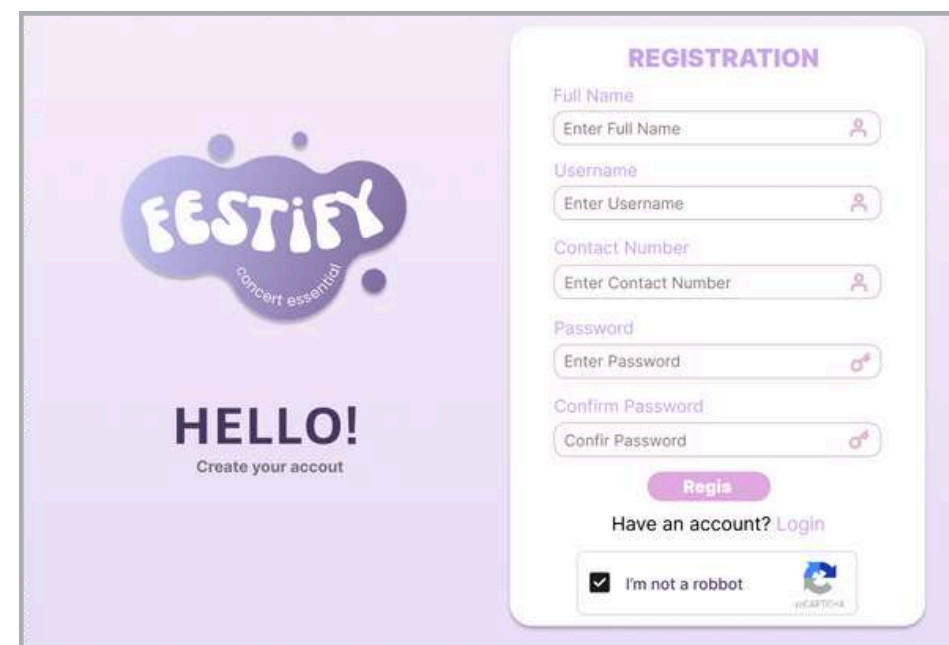 FESTiFY
concert essential
HELLO!
Create your accout
REGISTRATION
Full Name
Enter Full Name
Username
Enter Username
Contact Number
Enter Contact Number
Password
Enter Password
Confirm Password
Confir Password
Regis
Have an account? Login
I'm not a robbot
reCAPTCHA